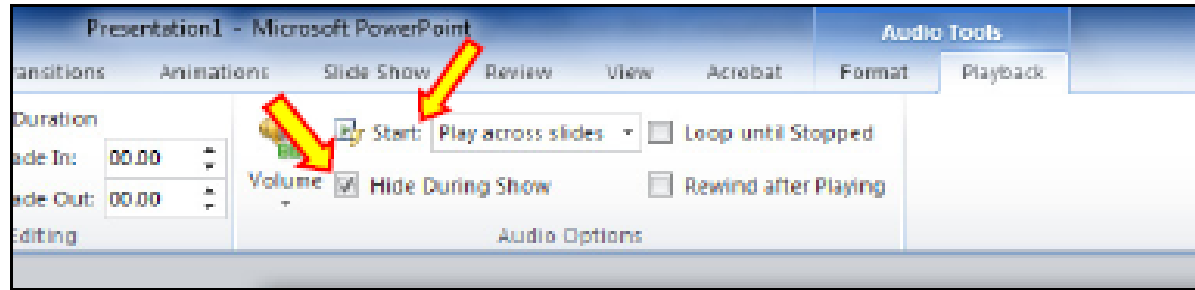 Presentation1 - Microsoft PowerPoint
Audio Tools
ransitions Animations Slide Show Review View Acrobat Format Playback
Duration
ade In: 00.00
ade Out: 00.00
Editing
Volume
Start: Play across slides
Loop until Stopped
Hide During Show
Rewind after Playing
Audio Options